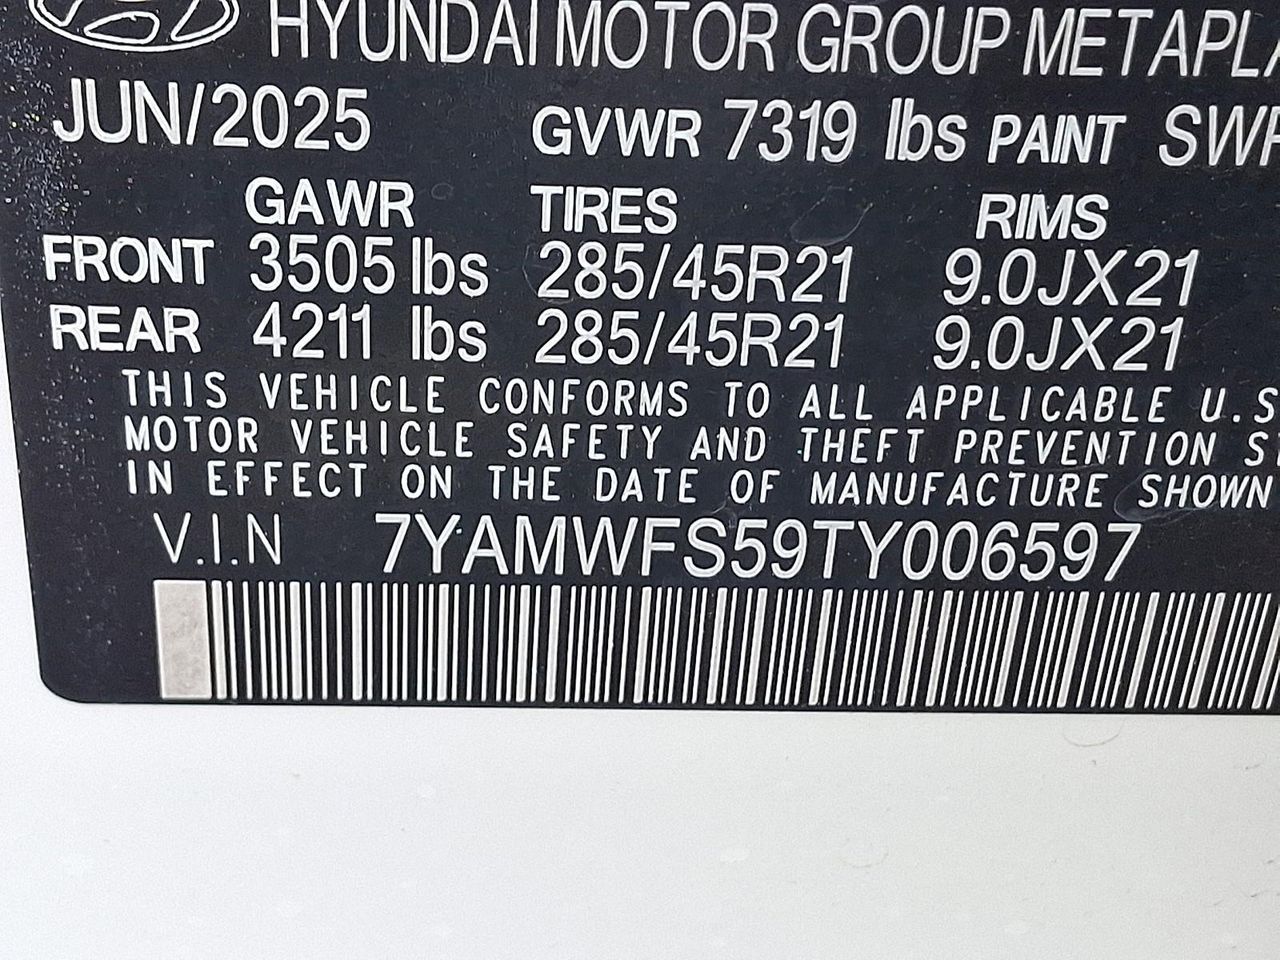 HYUNDAI MOTOR GROUP METAPLA
JUN/2025 GVWR 7319 lbs PAINT SW
GAWR TIRES RIMS
FRONT 3505 lbs 285/45R21 9.0JX21
REAR 4211 lbs 285/45R21 9.0JX21
THIS VEHICLE CONFORMS TO ALL APPLICABLE U.S
MOTOR VEHICLE SAFETY AND THEFT PREVENTION S
IN EFFECT ON THE DATE OF MANUFACTURE SHOWN
V.I.N 7YAMWFS59TY006597